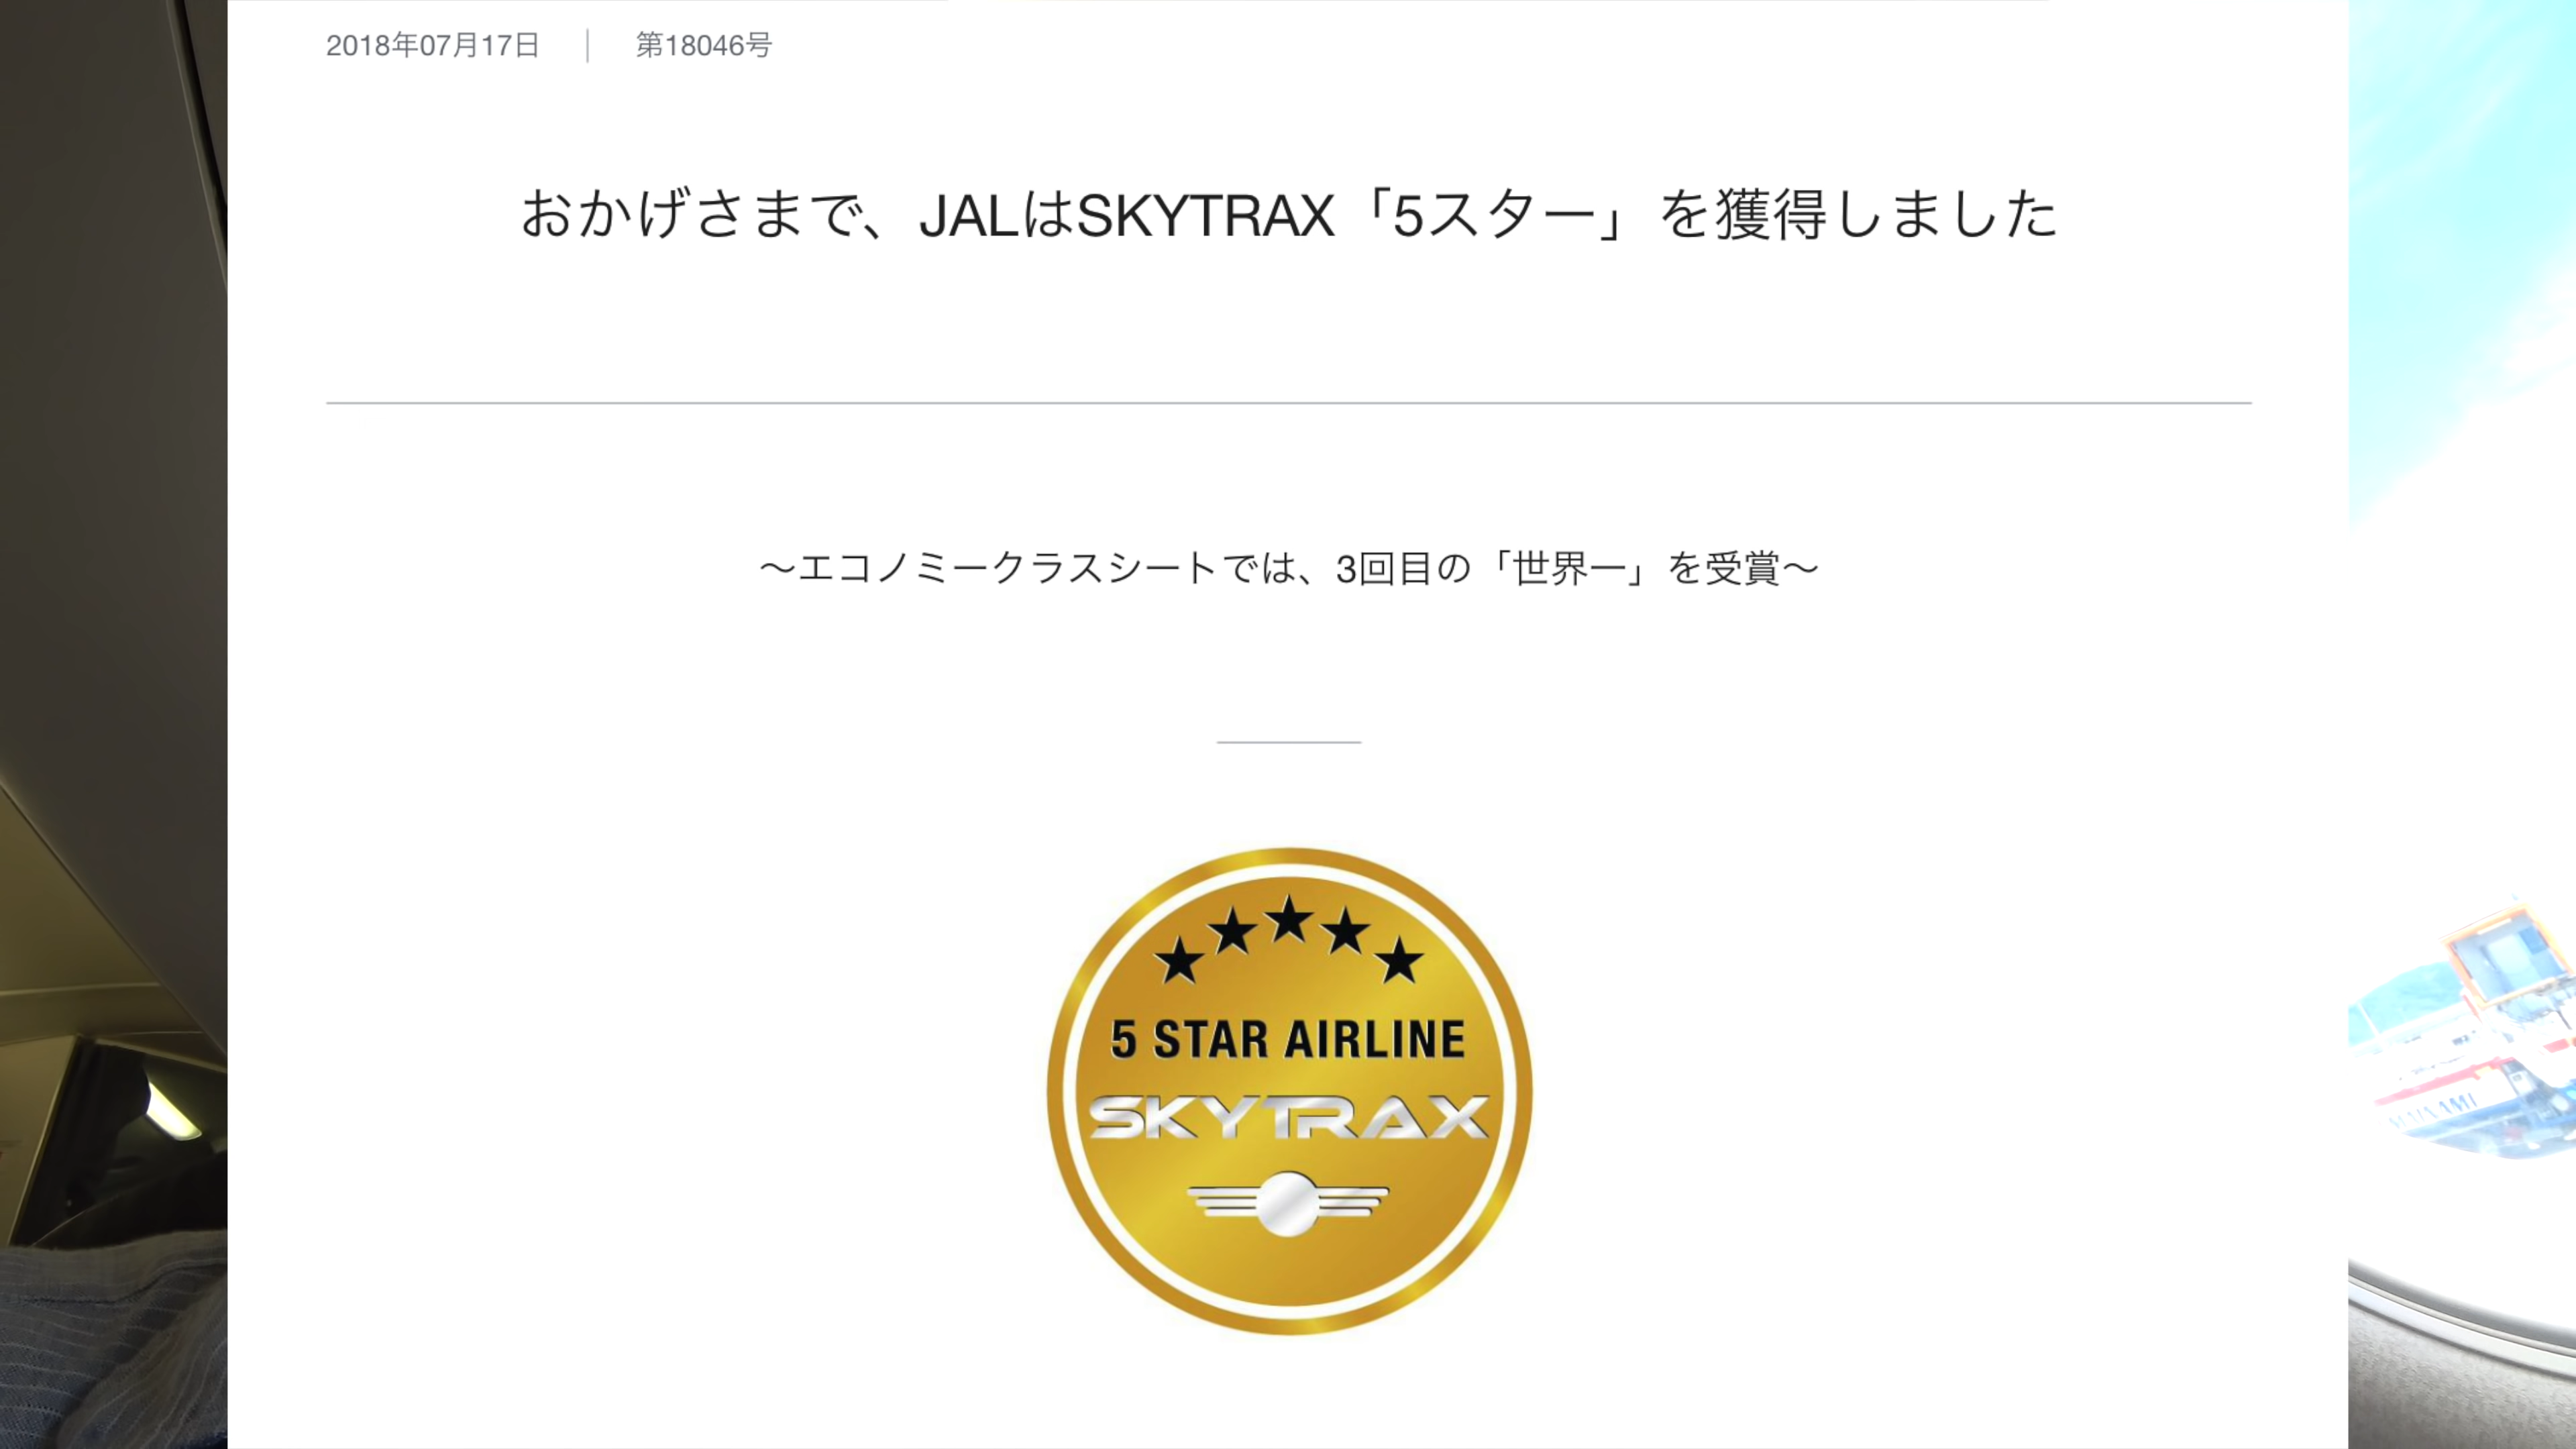 2018年07月17日 | 第18046号
おかげさまで、JALはSKYTRAX「5スター」を獲得しました
～エコノミークラスシートでは、3回目の「世界一」を受賞～
5 STAR AIRLINE
SKYTRAX